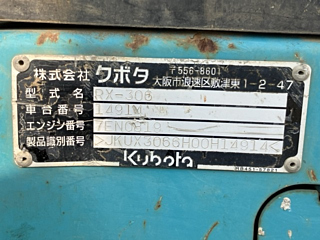 株式会社 クボタ
〒556-8601
大阪市浪速区敷津東1-2-47
型式名 RX-306
車台番号 14914
エンジン番号 7EN0819
製品識別番号 >JKUX3066H00H14914<
Kubota